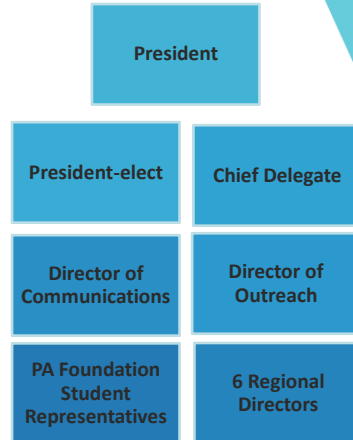 President
President-elect
Chief Delegate
Director of
Communications
Director of
Outreach
PA Foundation
Student
Representatives
6 Regional
Directors